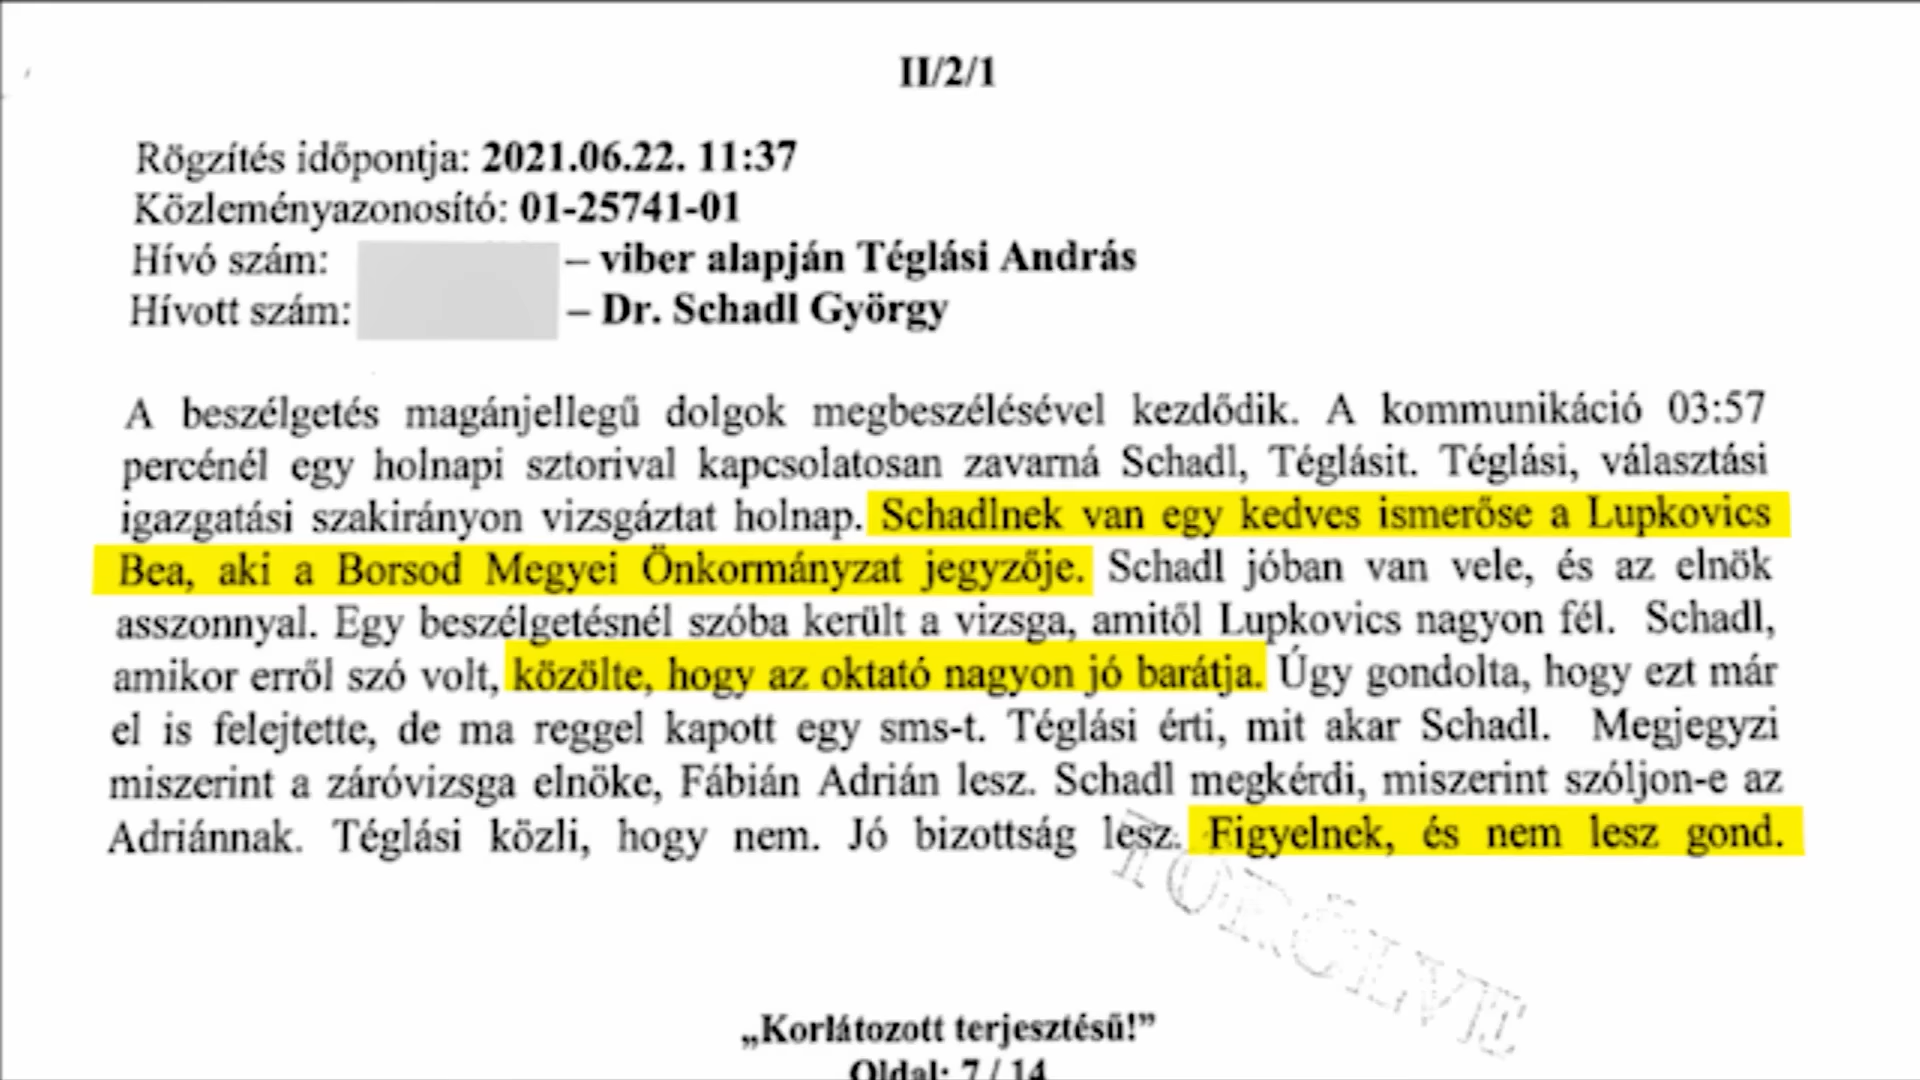 II/2/1
Rögzítés időpontja: 2021.06.22. 11:37
Közleményazonosító: 01-25741-01
Hívó szám: – viber alapján Téglási András
Hívott szám: – Dr. Schadl György
A beszélgetés magánjellegű dolgok megbeszélésével kezdődik. A kommunikáció 03:57
percénél egy holnapi sztorival kapcsolatosan zavarná Schadl, Téglásit. Téglási, választási
igazgatási szakirányon vizsgáztat holnap. Schadlnek van egy kedves ismerőse a Lupkovics
Bea, aki a Borsod Megyei Önkormányzat jegyzője. Schadl jóban van vele, és az elnök
asszonnyal. Egy beszélgetésnél szóba került a vizsga, amitől Lupkovics nagyon fél. Schadl,
amikor erről szó volt, közölte, hogy az oktató nagyon jó barátja. Úgy gondolta, hogy ezt már
el is felejtette, de ma reggel kapott egy sms-t. Téglási érti, mit akar Schadl. Megjegyzi
miszerint a záróvizsga elnöke, Fábián Adrián lesz. Schadl megkérdi, miszerint szóljon-e az
Adriánnak. Téglási közli, hogy nem. Jó bizottság lesz. Figyelnek, és nem lesz gond.
TÖRÖLVE
„Korlátozott terjesztésű!”
Oldal: 7 / 14